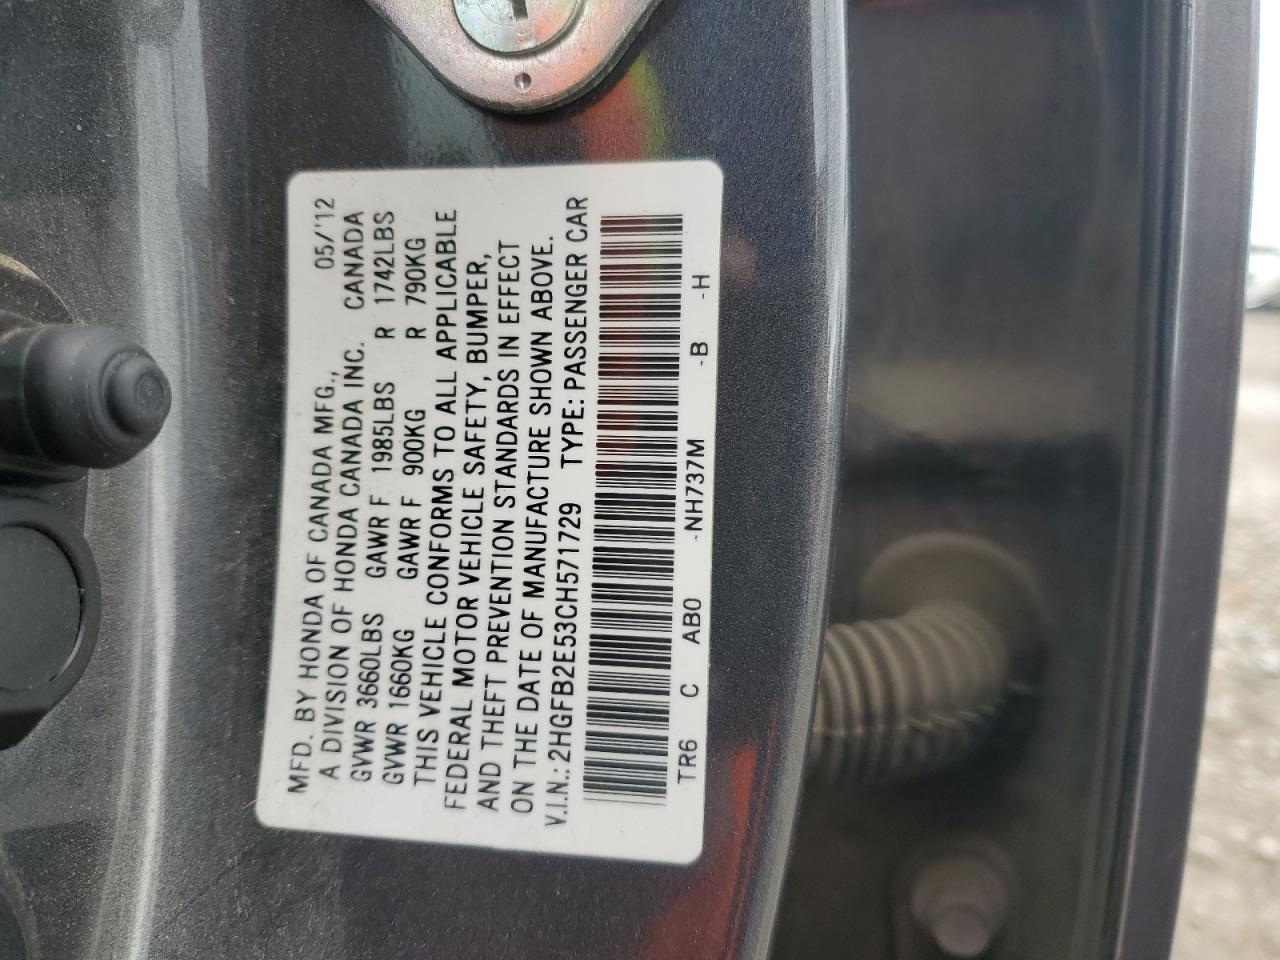 MFD. BY HONDA OF CANADA MFG., 05/'12
A DIVISION OF HONDA CANADA INC. CANADA
GVWR 3660LBS GAWR F 1985LBS R 1742LBS
GVWR 1660KG GAWR F 900KG R 790KG
THIS VEHICLE CONFORMS TO ALL APPLICABLE
FEDERAL MOTOR VEHICLE SAFETY, BUMPER,
AND THEFT PREVENTION STANDARDS IN EFFECT
ON THE DATE OF MANUFACTURE SHOWN ABOVE.
V.I.N.: 2HGFB2E53CH571729 TYPE: PASSENGER CAR
TR6 C AB0 -NH737M -B -H